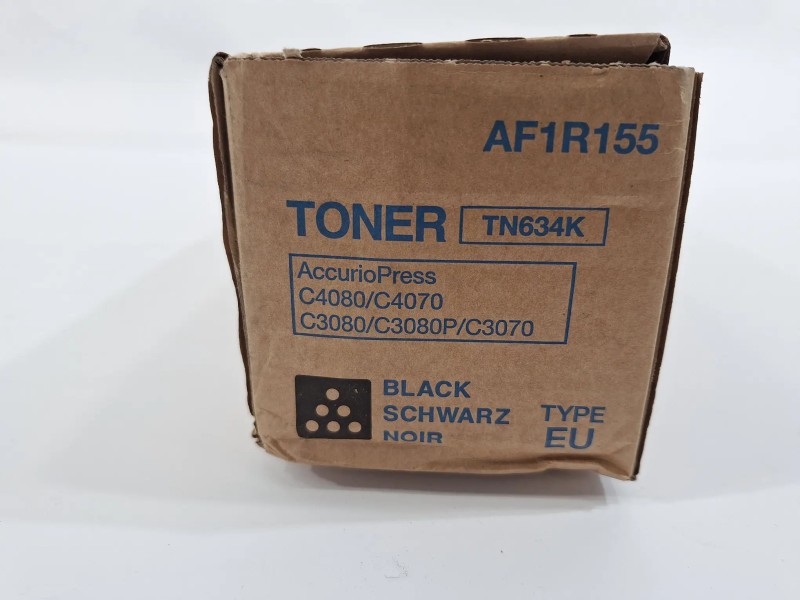 AF1R155
TONER TN634K
AccurioPress
C4080/C4070
C3080/C3080P/C3070
BLACK
SCHWARZ TYPE
NOIR EU